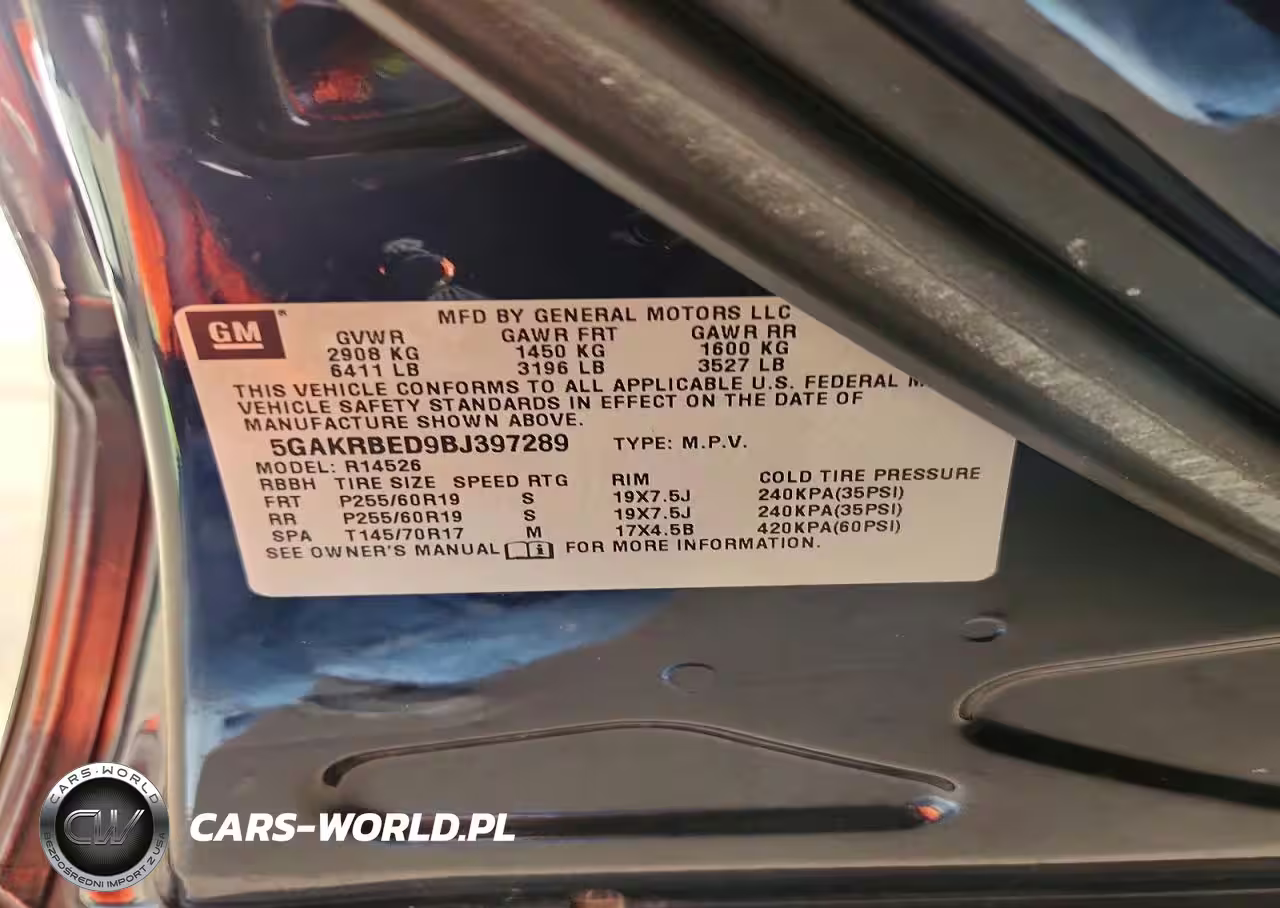 GM
MFD BY GENERAL MOTORS LLC
GVWR GAWR FRT GAWR RR
2908 KG 1450 KG 1600 KG
6411 LB 3196 LB 3527 LB
THIS VEHICLE CONFORMS TO ALL APPLICABLE U.S. FEDERAL
VEHICLE SAFETY STANDARDS IN EFFECT ON THE DATE OF
MANUFACTURE SHOWN ABOVE.
5GAKRBED9BJ397289 TYPE: M.P.V.
MODEL: R14526
RBBH TIRE SIZE SPEED RTG RIM COLD TIRE PRESSURE
FRT P255/60R19 S 19X7.5J 240KPA(35PSI)
RR P255/60R19 S 19X7.5J 240KPA(35PSI)
SPA T145/70R17 M 17X4.5B 420KPA(60PSI)
SEE OWNER'S MANUAL FOR MORE INFORMATION.
CARS-WORLD
CW
BEZPOŚREDNI IMPORT Z USA
CARS-WORLD.PL